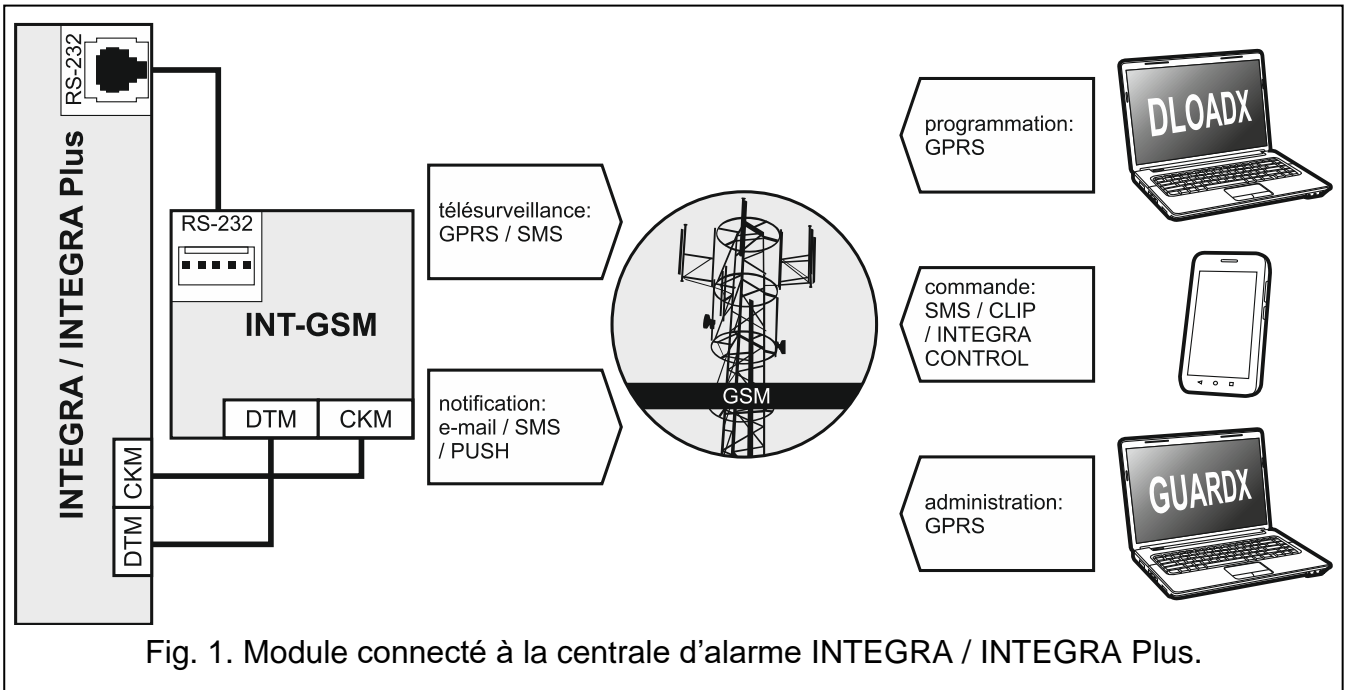 RS-232
INTEGRA / INTEGRA Plus
CKM
DTM
RS-232
INT-GSM
DTM CKM
télésurveillance:
GPRS / SMS
notification:
e-mail / SMS
/ PUSH
GSM
programmation:
GPRS
commande:
SMS / CLIP
/ INTEGRA
CONTROL
administration:
GPRS
DLOADX
GUARDX
Fig. 1. Module connecté à la centrale d’alarme INTEGRA / INTEGRA Plus.